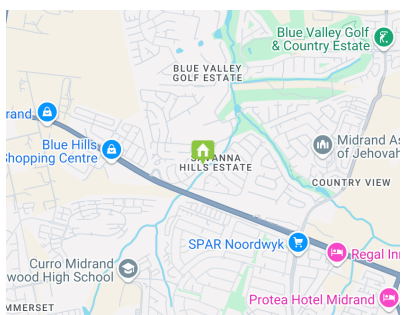 Blue Valley Golf
& Country Estate
BLUE VALLEY
GOLF ESTATE
rand
Blue Hills
Shopping Centre
Midrand As
of Jehovah
HILLS ESTATE
COUNTRY VIEW
SPAR Noordwyk
Regal Inn
Curro Midrand
wood High School
Protea Hotel Midrand
MMERSET